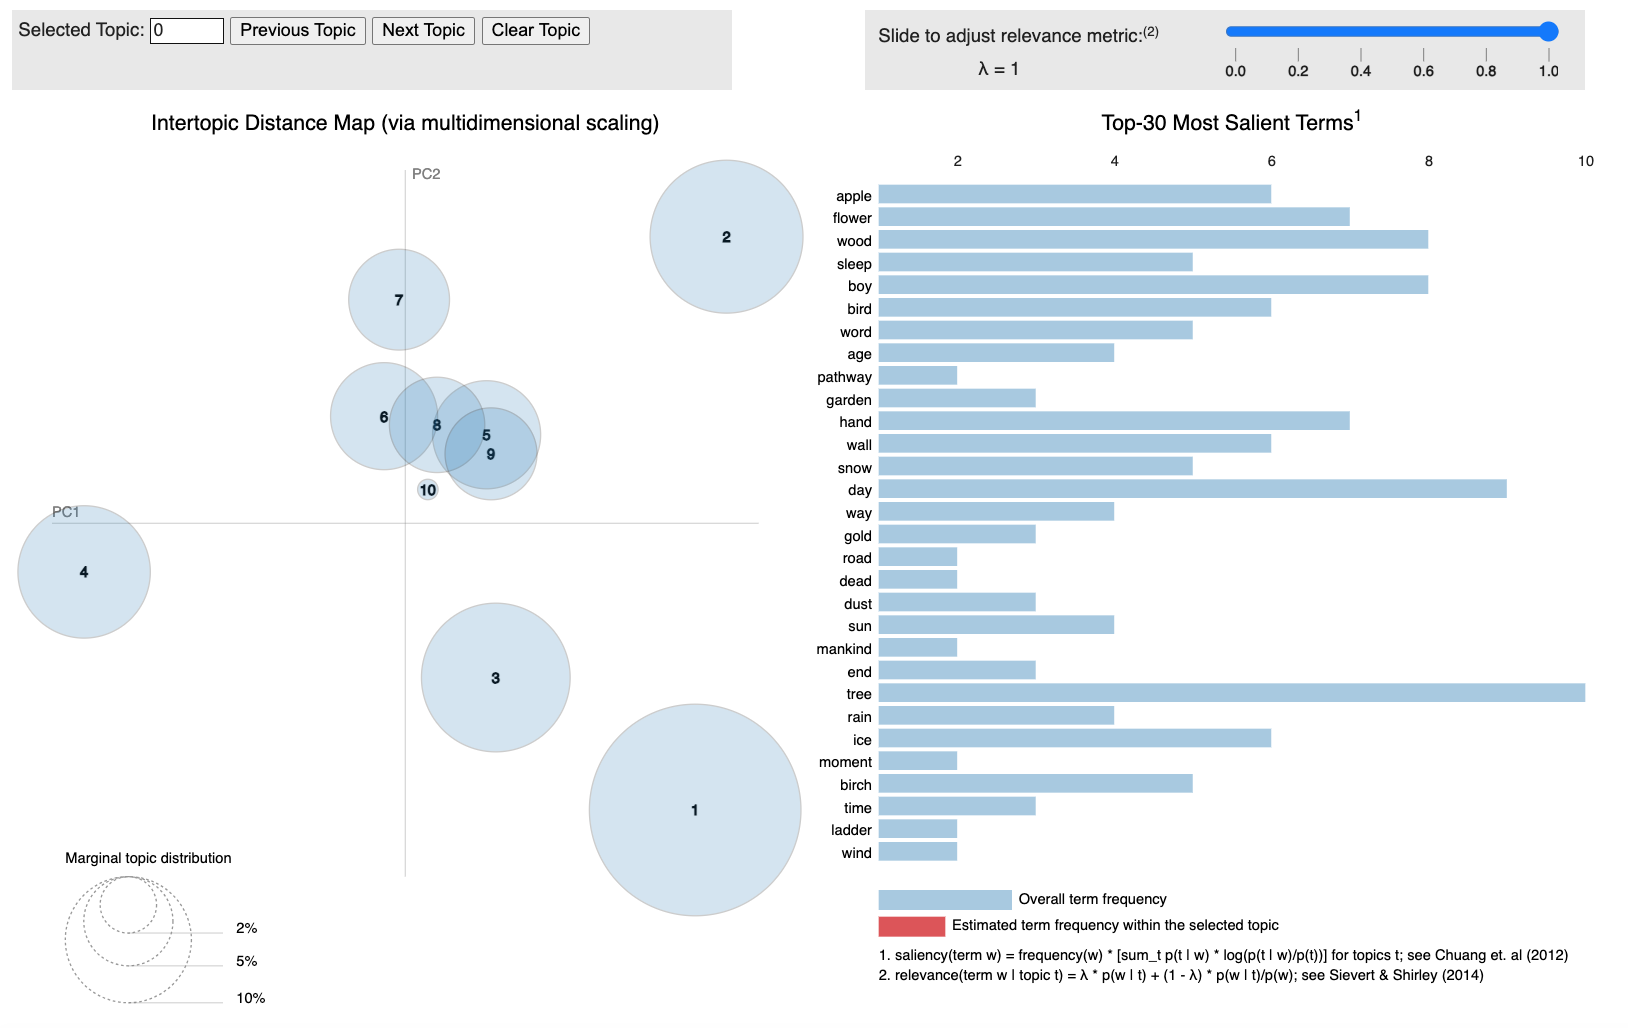 Selected Topic: 0 Previous Topic Next Topic Clear Topic
Slide to adjust relevance metric:(2)
λ = 1
0.0 0.2 0.4 0.6 0.8 1.0
Intertopic Distance Map (via multidimensional scaling)
PC2
PC1
2
7
6
8
5
9
10
4
3
1
Marginal topic distribution
2%
5%
10%
Top-30 Most Salient Terms1
2 4 6 8 10
apple
flower
wood
sleep
boy
bird
word
age
pathway
garden
hand
wall
snow
day
way
gold
road
dead
dust
sun
mankind
end
tree
rain
ice
moment
birch
time
ladder
wind
Overall term frequency
Estimated term frequency within the selected topic
1. saliency(term w) = frequency(w) * [sum_t p(t | w) * log(p(t | w)/p(t))] for topics t; see Chuang et. al (2012)
2. relevance(term w | topic t) = λ * p(w | t) + (1 - λ) * p(w | t)/p(w); see Sievert & Shirley (2014)